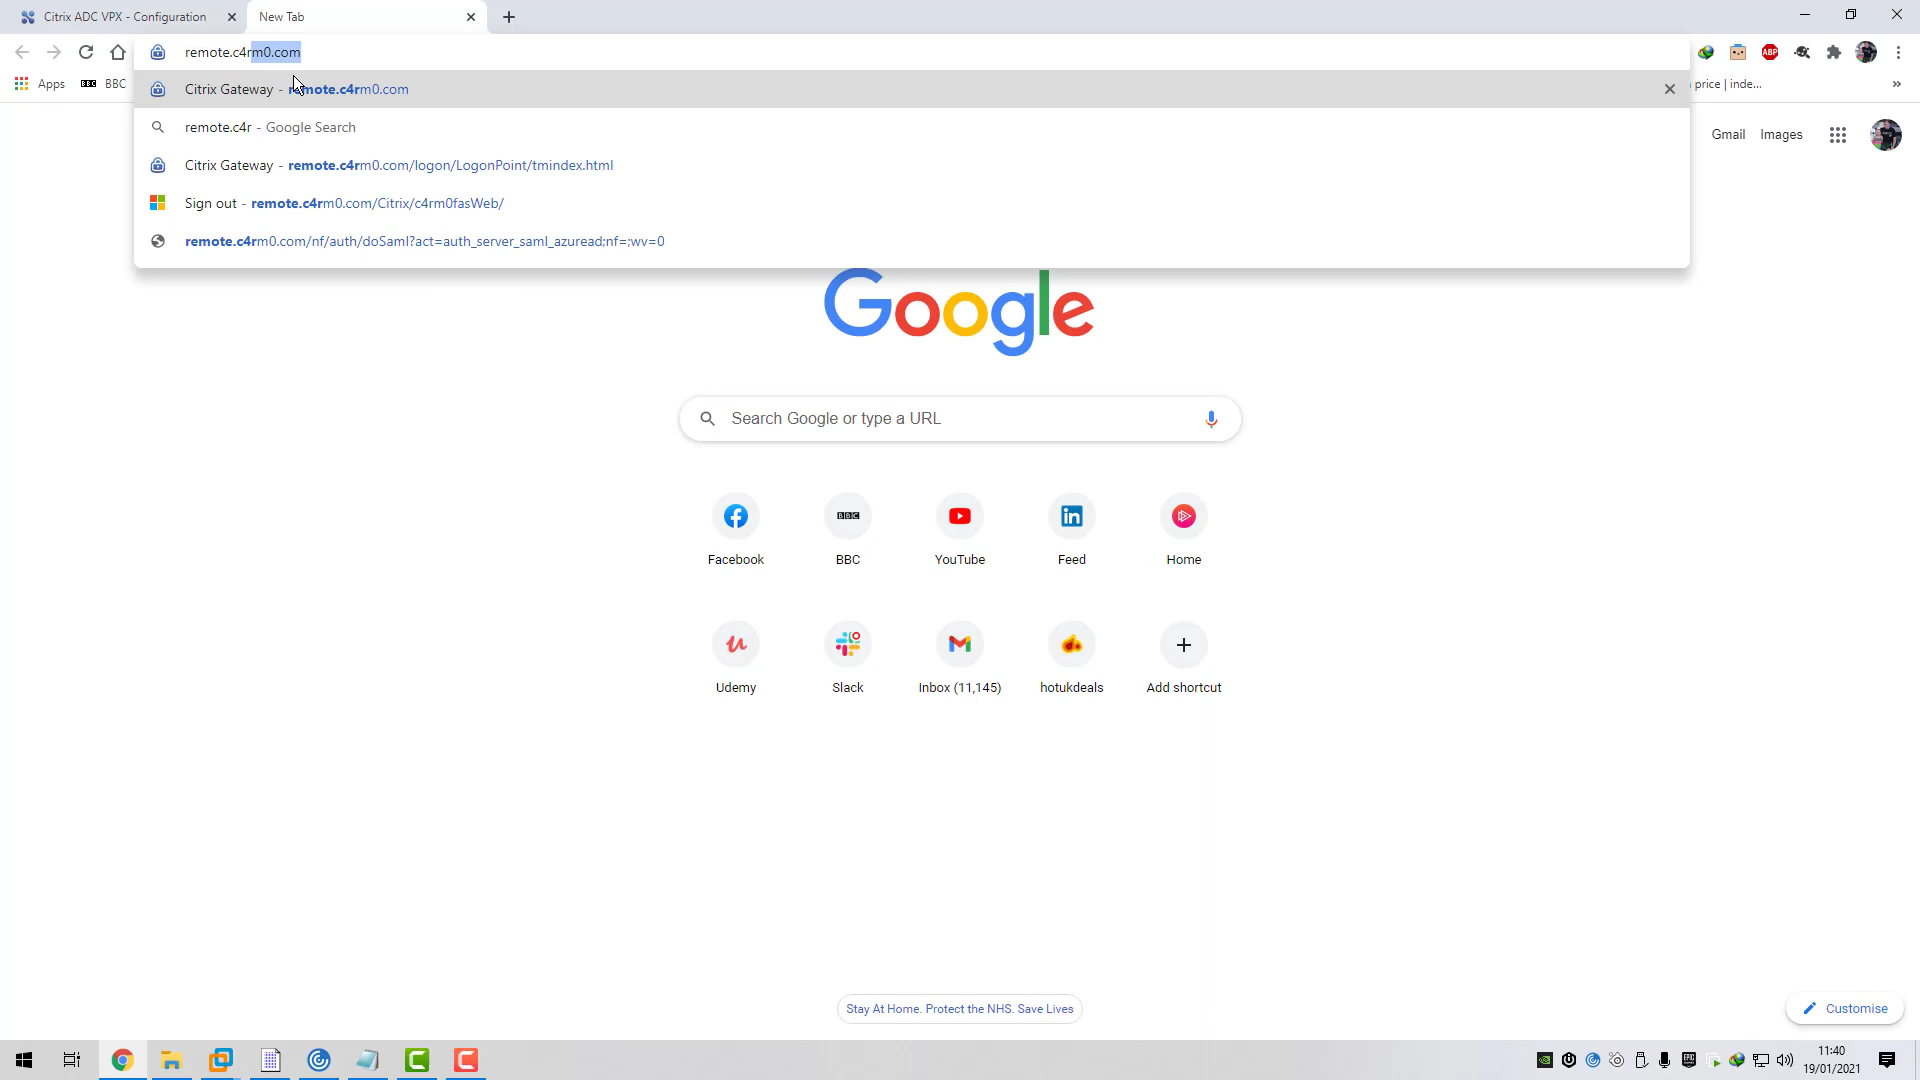 Citrix ADC VPX - Configuration
New Tab
remote.c4rm0.com
Apps
BBC
BBC
ABP
price | inde...
»
Citrix Gateway - remote.c4rm0.com
remote.c4r - Google Search
Citrix Gateway - remote.c4rm0.com/logon/LogonPoint/tmindex.html
Sign out - remote.c4rm0.com/Citrix/c4rm0fasWeb/
remote.c4rm0.com/nf/auth/doSaml?act=auth_server_saml_azuread;nf=;wv=0
Gmail
Images
Google
Search Google or type a URL
BBC
Facebook
BBC
YouTube
Feed
Home
Udemy
Slack
Inbox (11,145)
hotukdeals
Add shortcut
Stay At Home. Protect the NHS. Save Lives
Customise
EPIC
11:40
19/01/2021